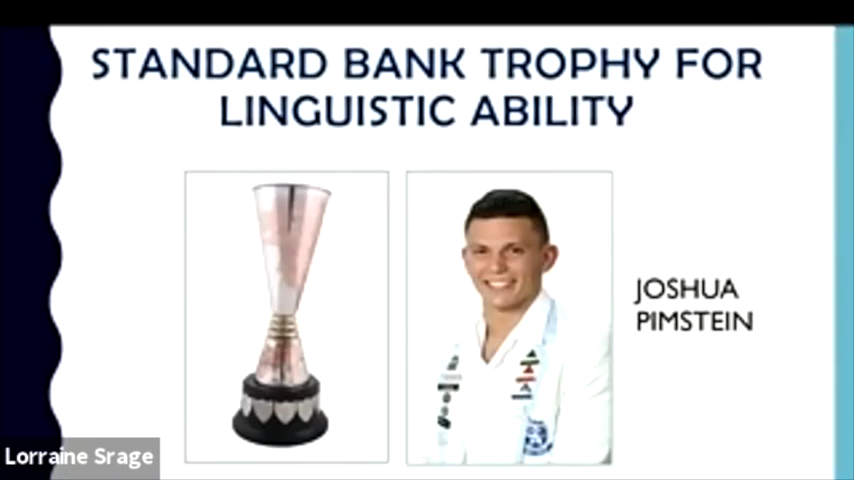 STANDARD BANK TROPHY FOR
LINGUISTIC ABILITY
JOSHUA
PIMSTEIN
Lorraine Srage